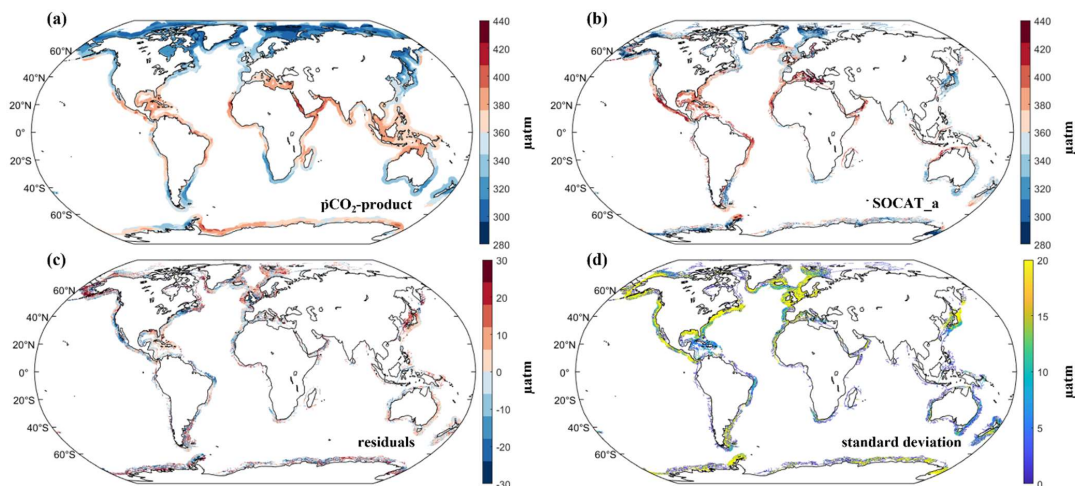 (a)
60°N
40°N
20°N
0°
20°S
40°S
60°S
pCO₂-product
440
420
400
380
360
340
320
300
280
µatm
(b)
60°N
40°N
20°N
0°
20°S
40°S
60°S
SOCAT_a
440
420
400
380
360
340
320
300
280
µatm
(c)
60°N
40°N
20°N
0°
20°S
40°S
60°S
residuals
30
20
10
0
-10
-20
-30
µatm
(d)
60°N
40°N
20°N
0°
20°S
40°S
60°S
standard deviation
20
15
10
5
0
µatm